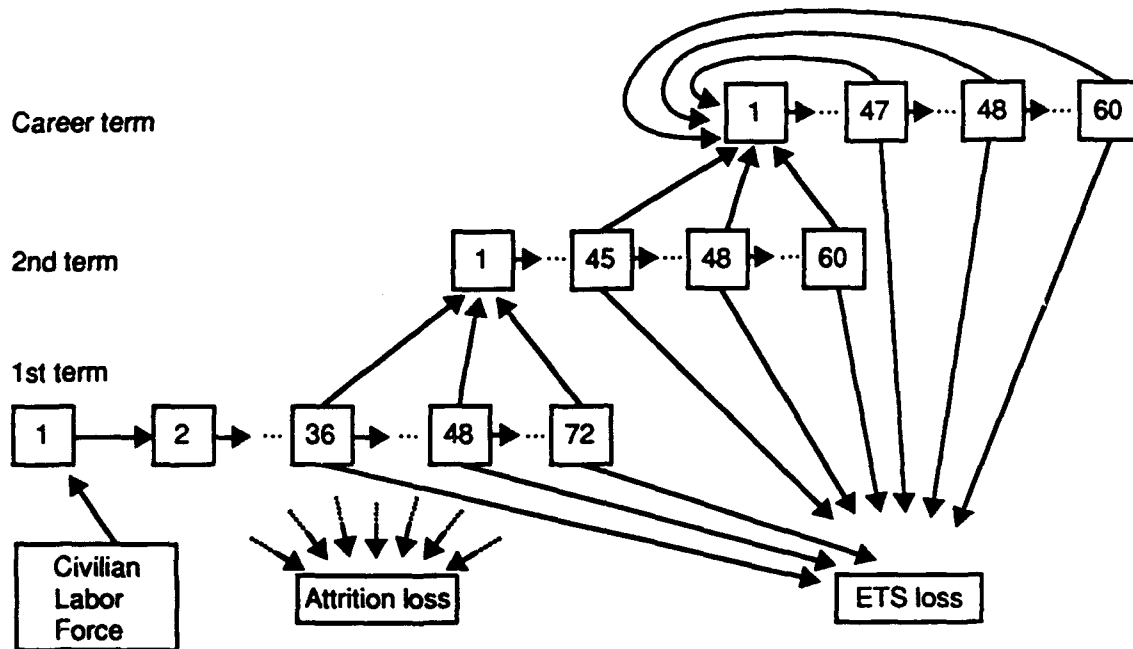 Career term
1 ... 47 ... 48 ... 60
2nd term
1 ... 45 ... 48 ... 60
1st term
1 2 ... 36 ... 48 ... 72
Civilian
Labor
Force
Attrition loss
ETS loss